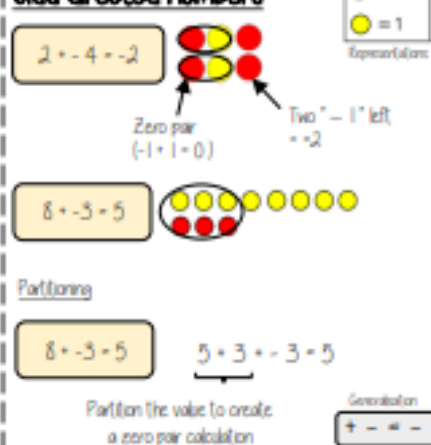 = 1
Representations
2 + - 4 = -2
Zero pair
(-1 + 1 = 0)
Two " - 1 " left
= -2
8 + -3 = 5
Partitioning
8 + -3 = 5
5 + 3 + - 3 = 5
Partition the value to create
a zero pair calculation
Generalisation
+ - = -